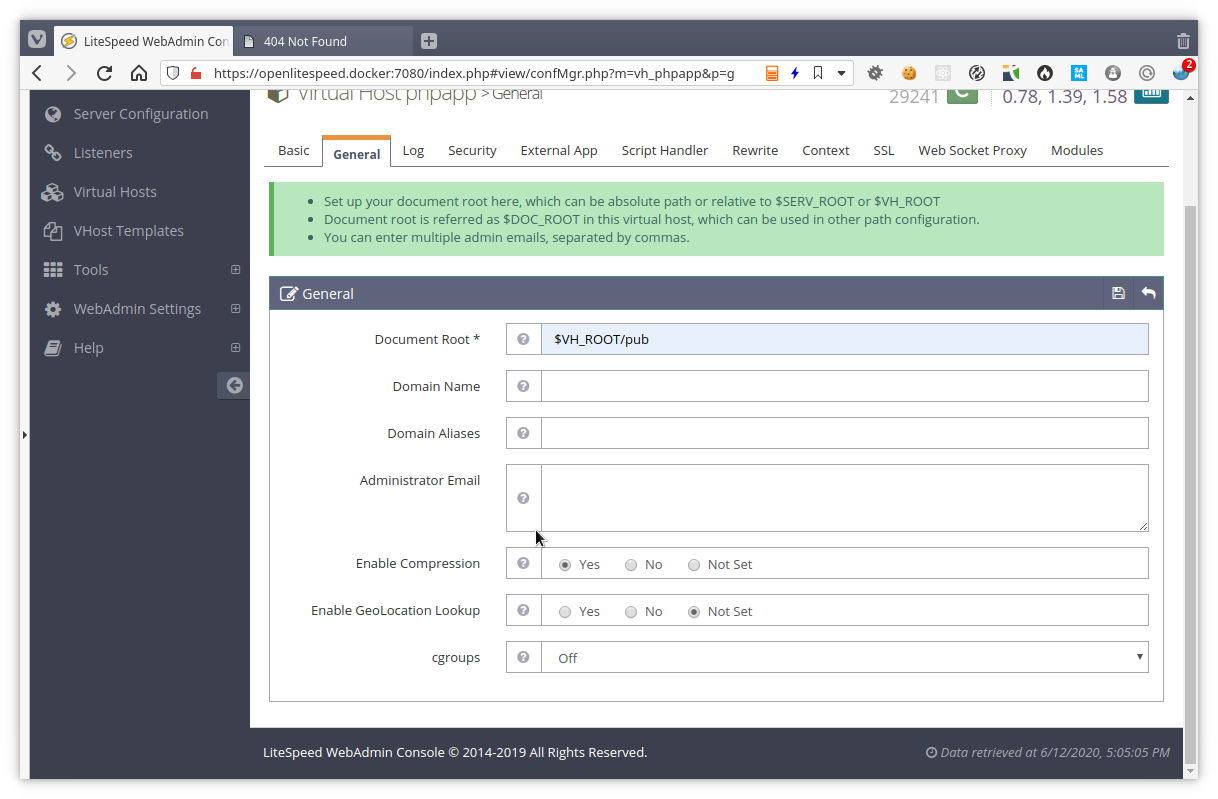 LiteSpeed WebAdmin Con
404 Not Found
https://openlitespeed.docker:7080/index.php#view/confMgr.php?m=vh_phpapp&p=g
SAML
2
Virtual Host phpapp > General
29241
0.78, 1.39, 1.58
Server Configuration
Listeners
Virtual Hosts
VHost Templates
Tools
WebAdmin Settings
Help
Basic
General
Log
Security
External App
Script Handler
Rewrite
Context
SSL
Web Socket Proxy
Modules
Set up your document root here, which can be absolute path or relative to $SERV_ROOT or $VH_ROOT
Document root is referred as $DOC_ROOT in this virtual host, which can be used in other path configuration.
You can enter multiple admin emails, separated by commas.
General
Document Root * $VH_ROOT/pub
Domain Name
Domain Aliases
Administrator Email
Enable Compression Yes No Not Set
Enable GeoLocation Lookup Yes No Not Set
cgroups Off
LiteSpeed WebAdmin Console © 2014-2019 All Rights Reserved.
Data retrieved at 6/12/2020, 5:05:05 PM